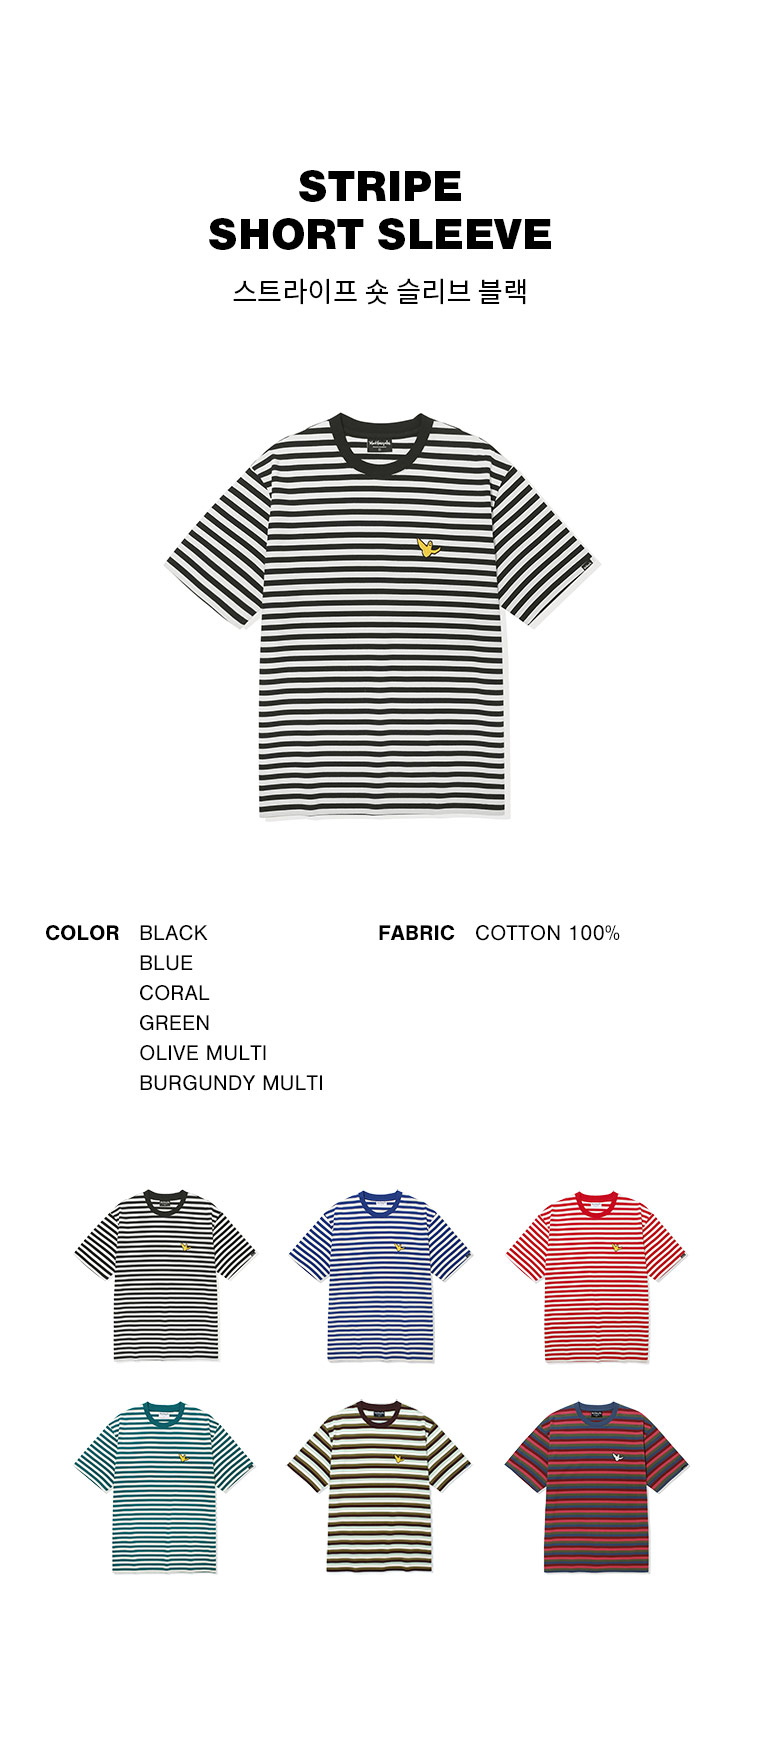 STRIPE
SHORT SLEEVE
스트라이프 숏 슬리브 블랙
COLOR BLACK
BLUE
CORAL
GREEN
OLIVE MULTI
BURGUNDY MULTI
FABRIC COTTON 100%